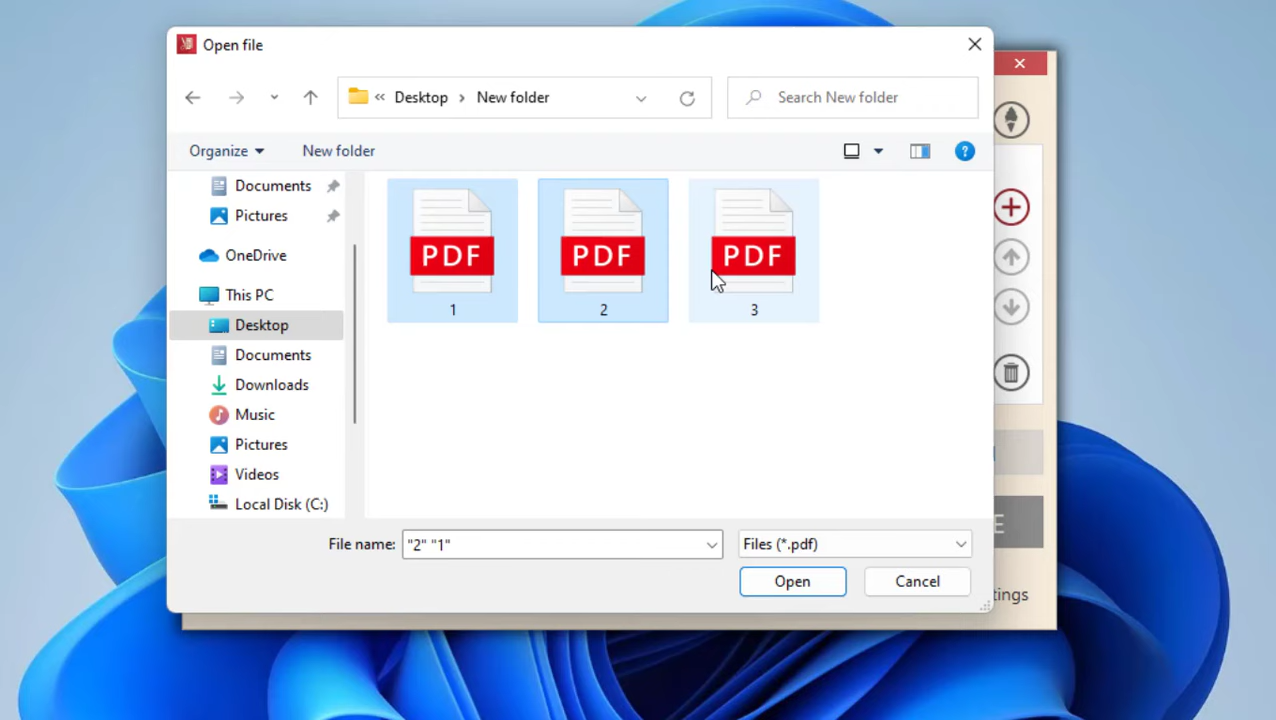 Open file
Desktop
New folder
Search New folder
Organize
New folder
?
Documents
Pictures
OneDrive
This PC
Desktop
Documents
Downloads
Music
Pictures
Videos
Local Disk (C:)
PDF
PDF
PDF
1
2
3
File name:
"2" "1"
Files (*.pdf)
Open
Cancel
E
tings